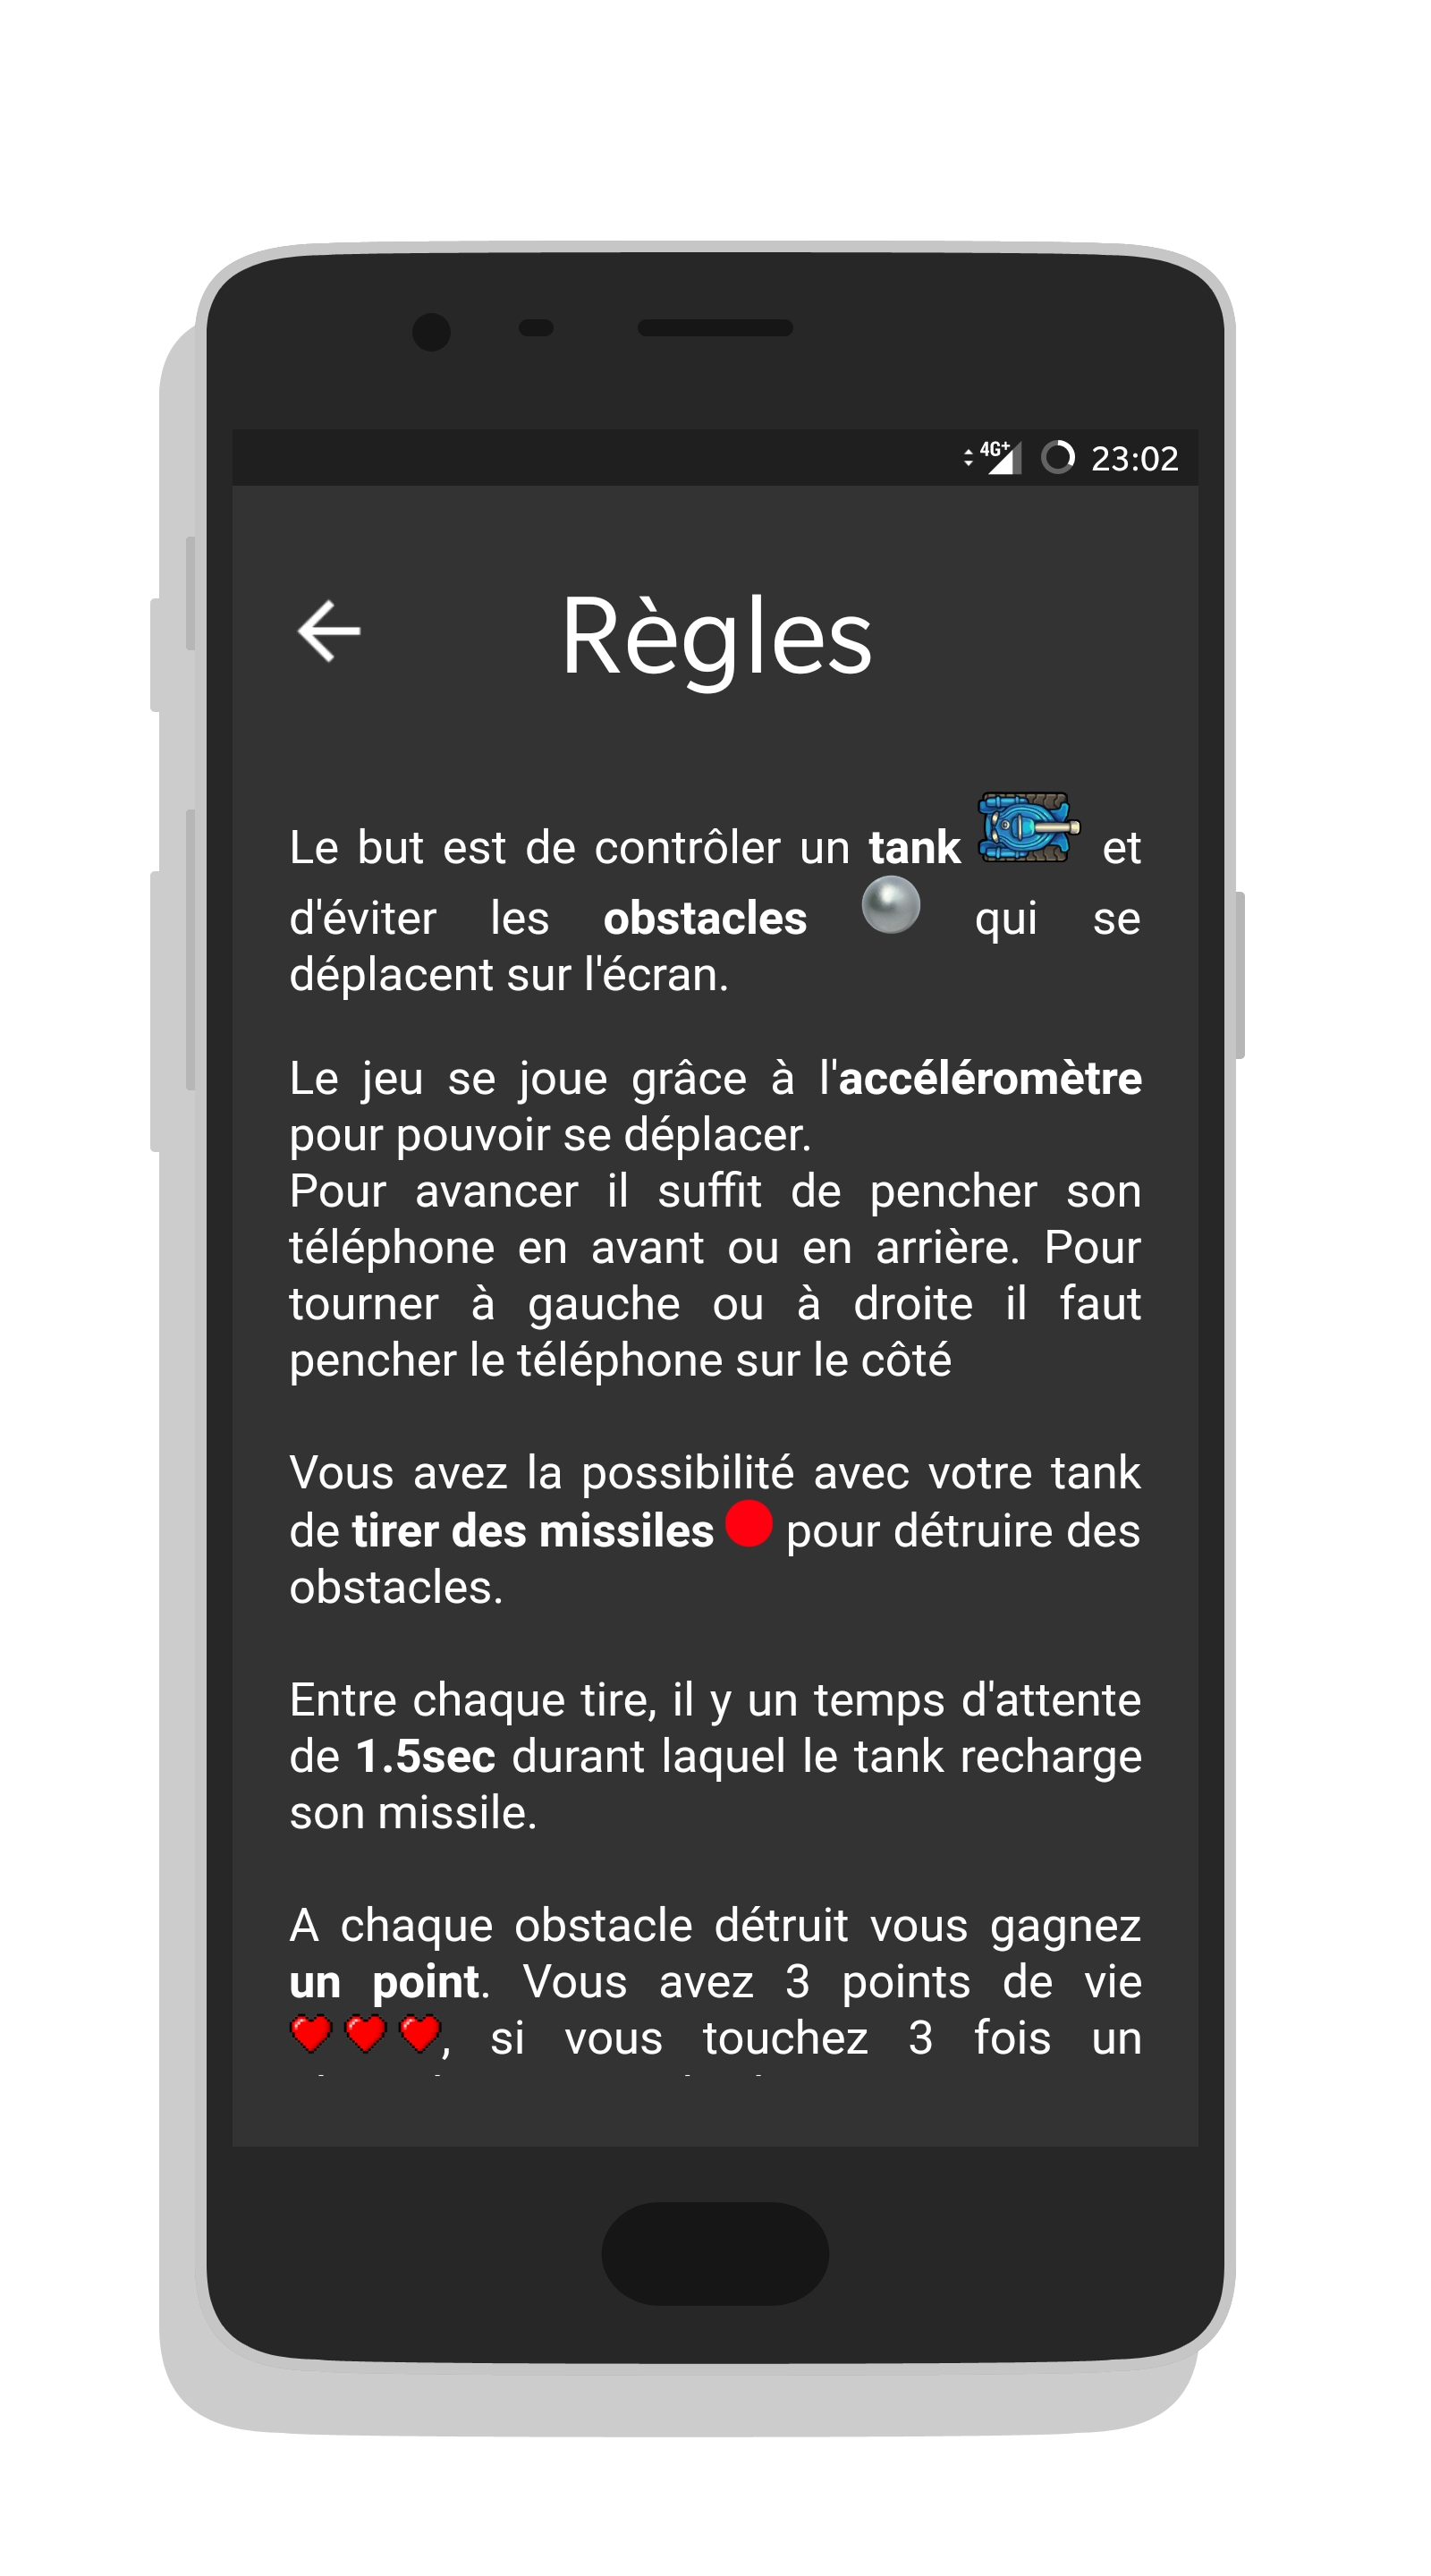 4G+ 23:02
Règles
Le but est de contrôler un tank et
d'éviter les obstacles qui se
déplacent sur l'écran.
Le jeu se joue grâce à l'accéléromètre
pour pouvoir se déplacer.
Pour avancer il suffit de pencher son
téléphone en avant ou en arrière. Pour
tourner à gauche ou à droite il faut
pencher le téléphone sur le côté
Vous avez la possibilité avec votre tank
de tirer des missiles pour détruire des
obstacles.
Entre chaque tire, il y un temps d'attente
de 1.5sec durant laquel le tank recharge
son missile.
A chaque obstacle détruit vous gagnez
un point. Vous avez 3 points de vie
, si vous touchez 3 fois un